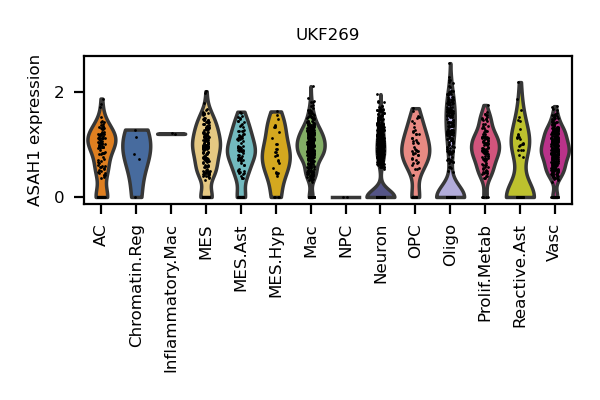 UKF269
ASAH1 expression
2
0
AC
Chromatin.Reg
Inflammatory.Mac
MES
MES.Ast
MES.Hyp
Mac
NPC
Neuron
OPC
Oligo
Prolif.Metab
Reactive.Ast
Vasc